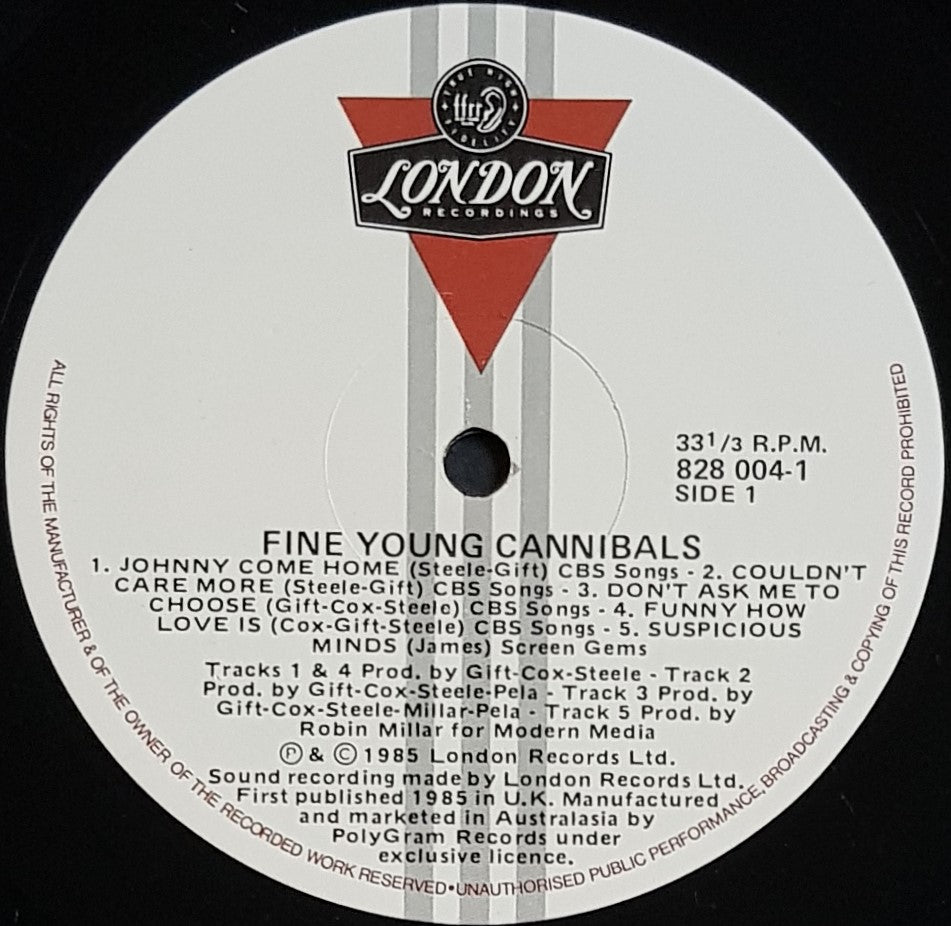 TRUE HIGH
ffrr
FIDELITY
LONDON
RECORDINGS
33 1/3 R.P.M.
828 004-1
SIDE 1
FINE YOUNG CANNIBALS
1. JOHNNY COME HOME (Steele-Gift) CBS Songs - 2. COULDN'T
CARE MORE (Steele-Gift) CBS Songs - 3. DON'T ASK ME TO
CHOOSE (Gift-Cox-Steele) CBS Songs - 4. FUNNY HOW
LOVE IS (Cox-Gift-Steele) CBS Songs - 5. SUSPICIOUS
MINDS (James) Screen Gems
Tracks 1 & 4 Prod. by Gift-Cox-Steele - Track 2
Prod. by Gift-Cox-Steele-Pela - Track 3 Prod. by
Gift-Cox-Steele-Millar-Pela - Track 5 Prod. by
Robin Millar for Modern Media
Ⓟ & © 1985 London Records Ltd.
Sound recording made by London Records Ltd.
First published 1985 in U.K. Manufactured
and marketed in Australasia by
PolyGram Records under
exclusive licence.
ALL RIGHTS OF THE MANUFACTURER & OF THE OWNER OF THE RECORDED WORK RESERVED•UNAUTHORISED PUBLIC PERFORMANCE, BROADCASTING & COPYING OF THIS RECORD PROHIBITED